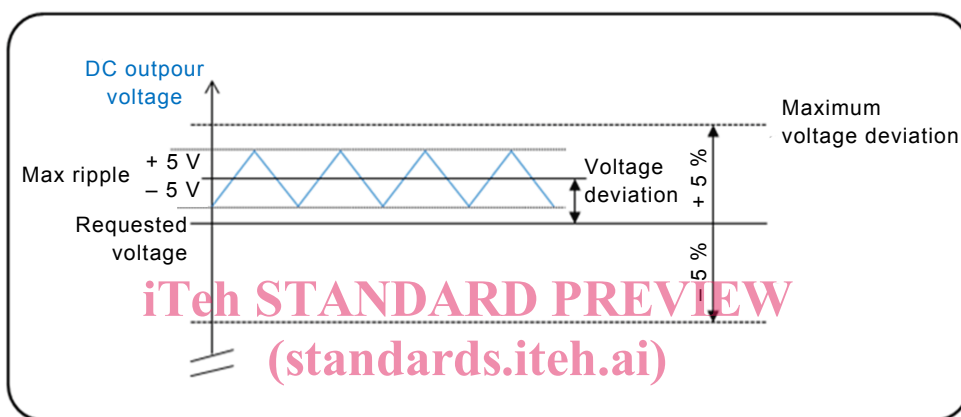 DC outpour
voltage
Maximum
voltage deviation
+ 5 V
Max ripple
– 5 V
Voltage
deviation
+ 5 %
Requested
voltage
– 5 %
iTeh STANDARD PREVIEW
(standards.iteh.ai)